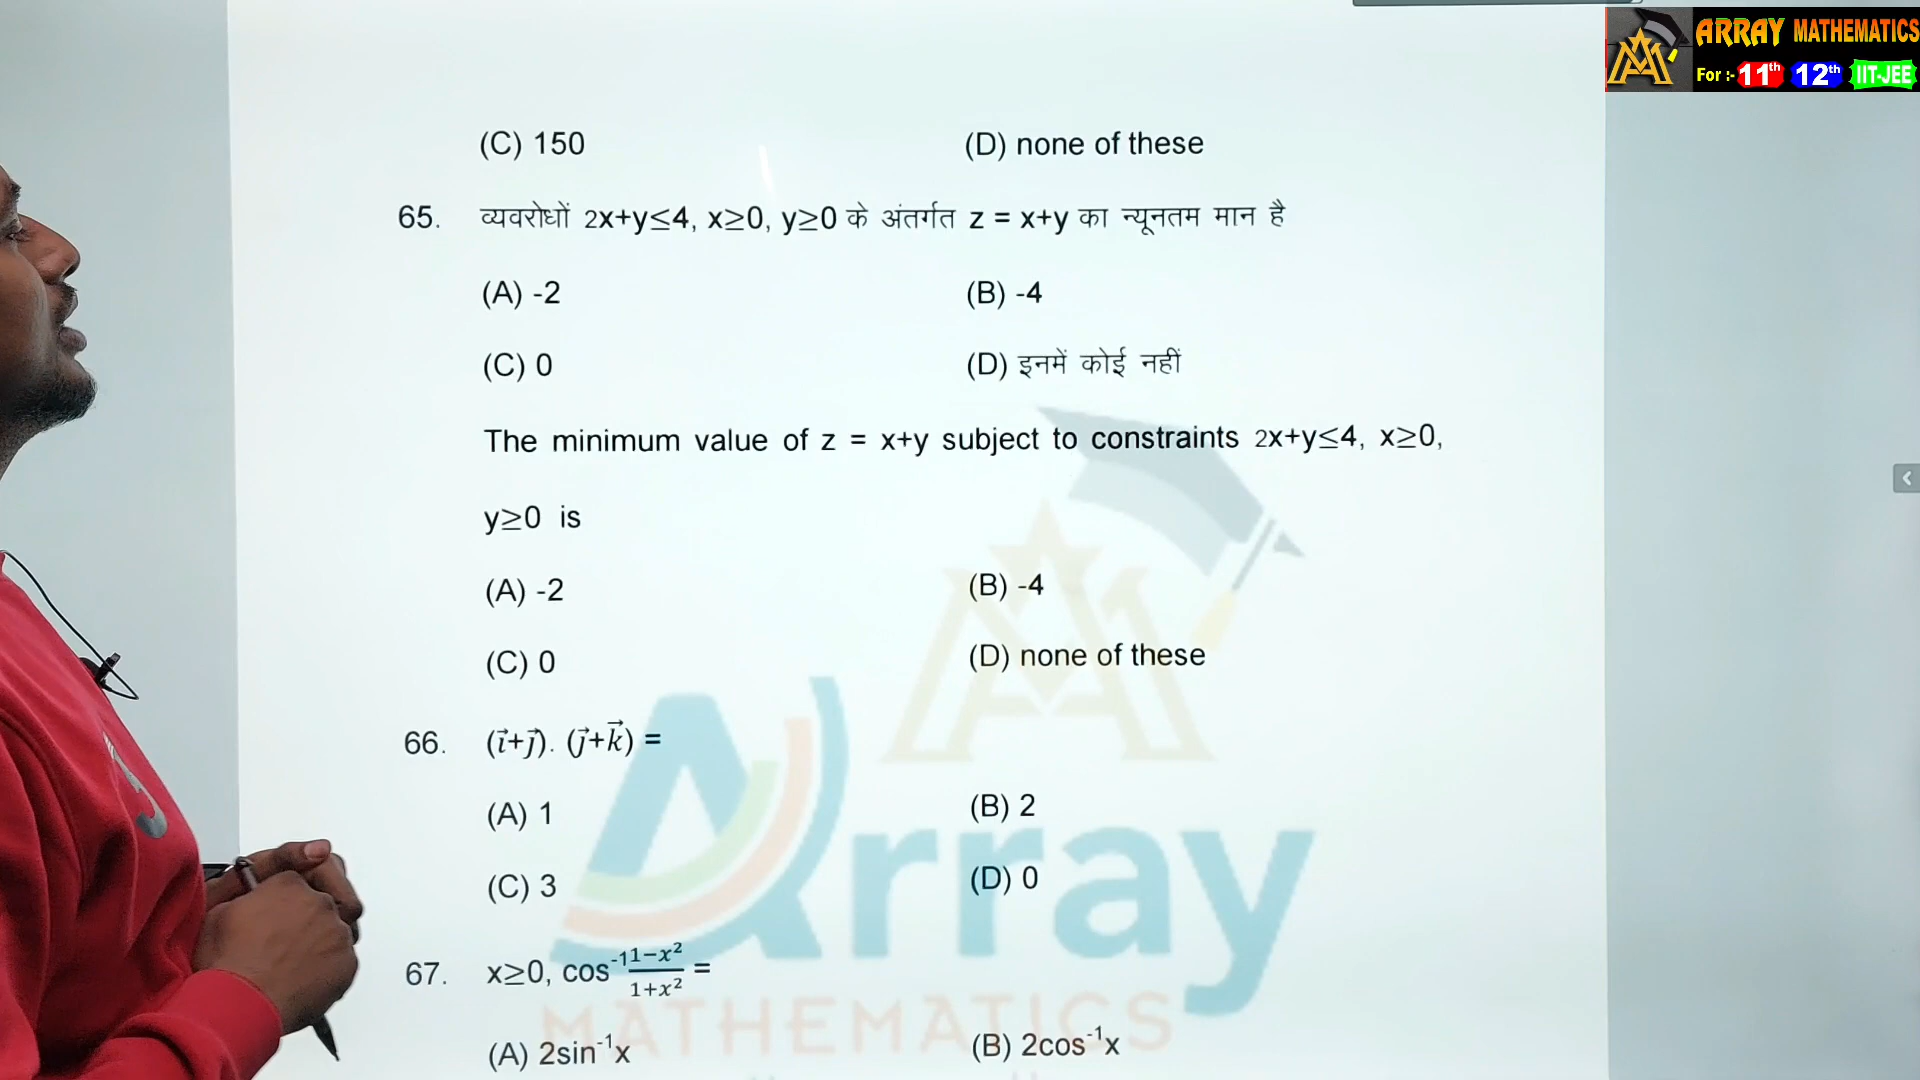 ARRAY MATHEMATICS
For :- 11th 12th IIT-JEE
(C) 150 (D) none of these
65. व्यवरोधों 2x+y≤4, x≥0, y≥0 के अंतर्गत z = x+y का न्यूनतम मान है
(A) -2 (B) -4
(C) 0 (D) इनमें कोई नहीं
The minimum value of z = x+y subject to constraints 2x+y≤4, x≥0,
y≥0 is
(A) -2 (B) -4
(C) 0 (D) none of these
66. (i⃗+j⃗). (j⃗+k⃗) =
(A) 1 (B) 2
(C) 3 (D) 0
67. x≥0, cos⁻¹ (1−x²)/(1+x²) =
(A) 2sin⁻¹x (B) 2cos⁻¹x
Array
MATHEMATICS